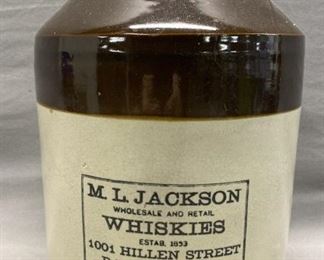 M. L. JACKSON
WHOLESALE AND RETAIL
WHISKIES
ESTAB. 1853
1001 HILLEN STREET